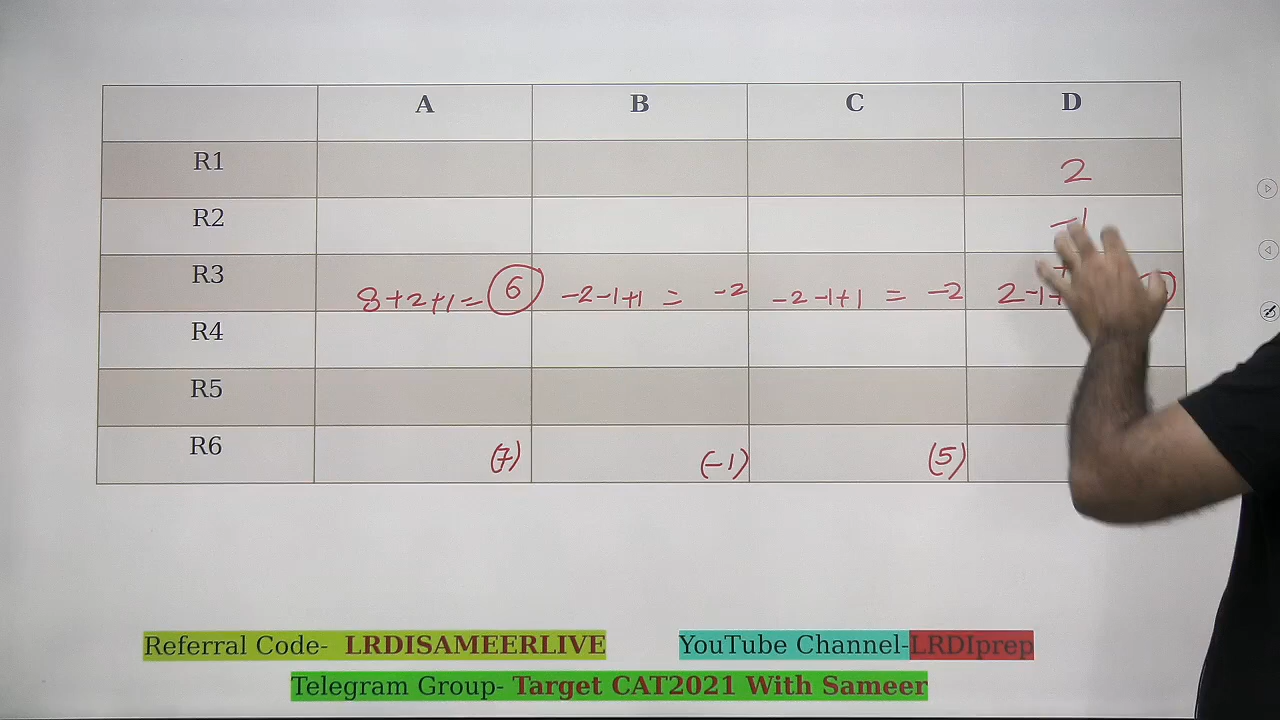 A B C D
R1 2
R2 -1
R3 8+2+1= 6 -2-1+1 = -2 -2-1+1 = -2 2-1+
R4
R5
R6 (7) (-1) (5)
Referral Code- LRDISAMEERLIVE YouTube Channel-LRDIprep
Telegram Group- Target CAT2021 With Sameer